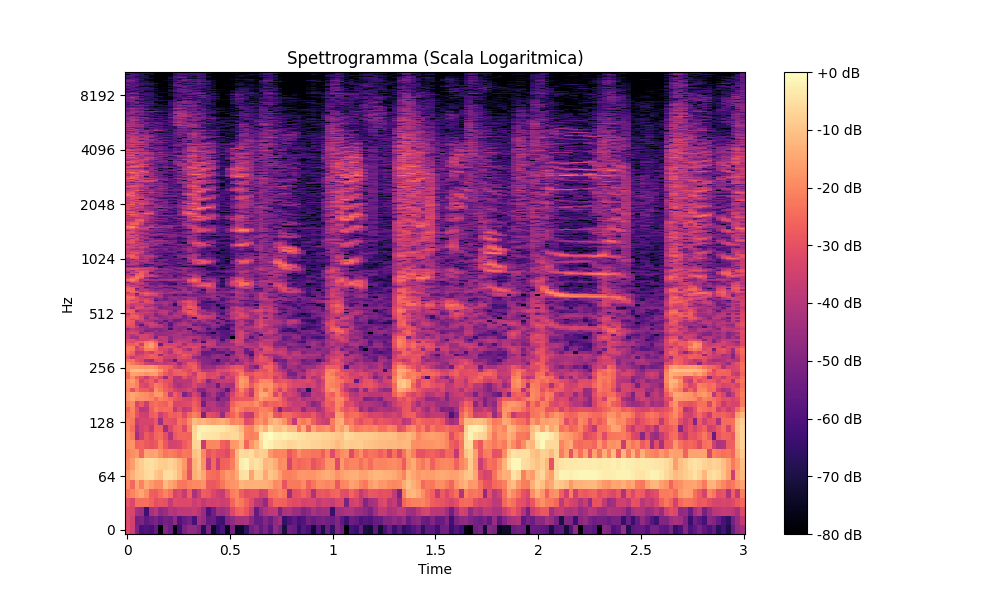 Spettrogramma (Scala Logaritmica)
Hz
8192
4096
2048
1024
512
256
128
64
0
0
0.5
1
1.5
2
2.5
3
Time
+0 dB
-10 dB
-20 dB
-30 dB
-40 dB
-50 dB
-60 dB
-70 dB
-80 dB